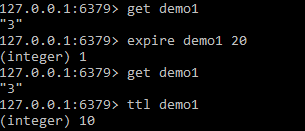 127.0.0.1:6379> get demo1
"3"
127.0.0.1:6379> expire demo1 20
(integer) 1
127.0.0.1:6379> get demo1
"3"
127.0.0.1:6379> ttl demo1
(integer) 10